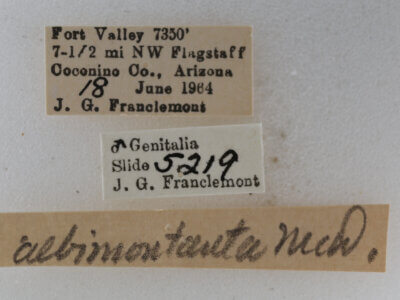 Fort Valley 7350'
7-1/2 mi NW Flagstaff
Coconino Co., Arizona
18 June 1964
J. G. Franclemont
♂ Genitalia
Slide 5219
J. G. Franclemont
albimontanta McD.